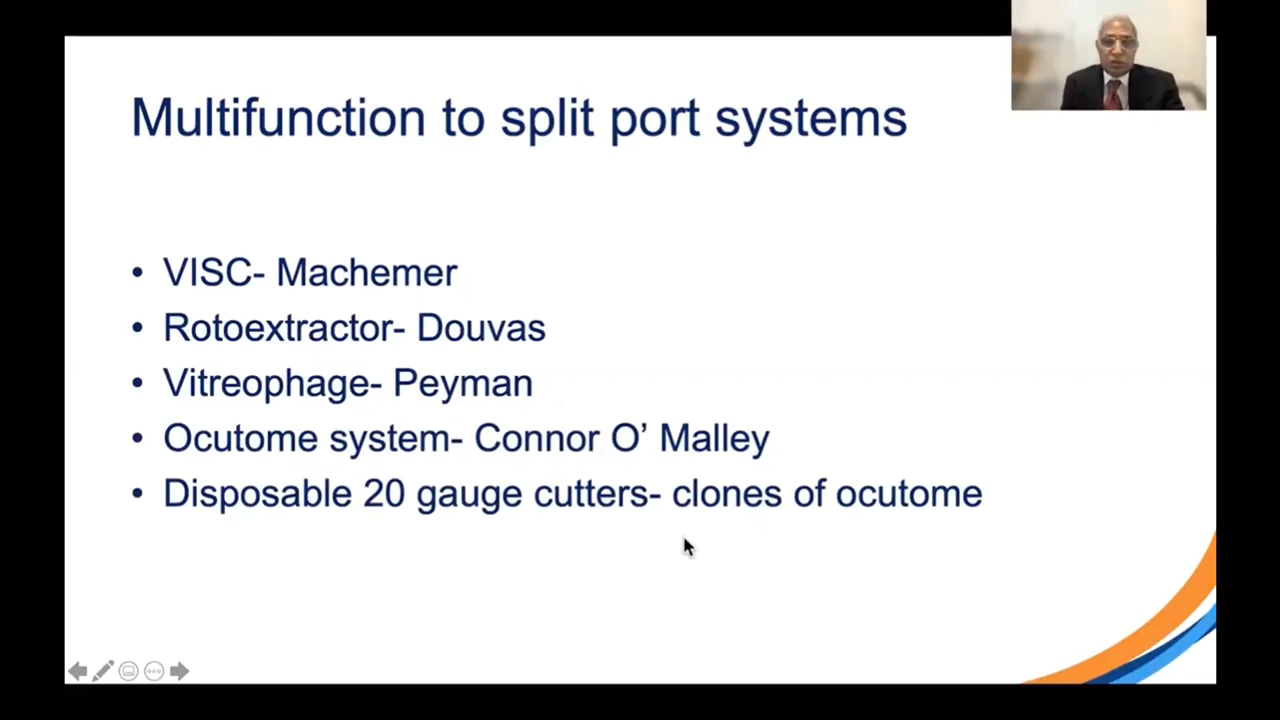 Multifunction to split port systems
• VISC- Machemer
• Rotoextractor- Douvas
• Vitreophage- Peyman
• Ocutome system- Connor O’ Malley
• Disposable 20 gauge cutters- clones of ocutome